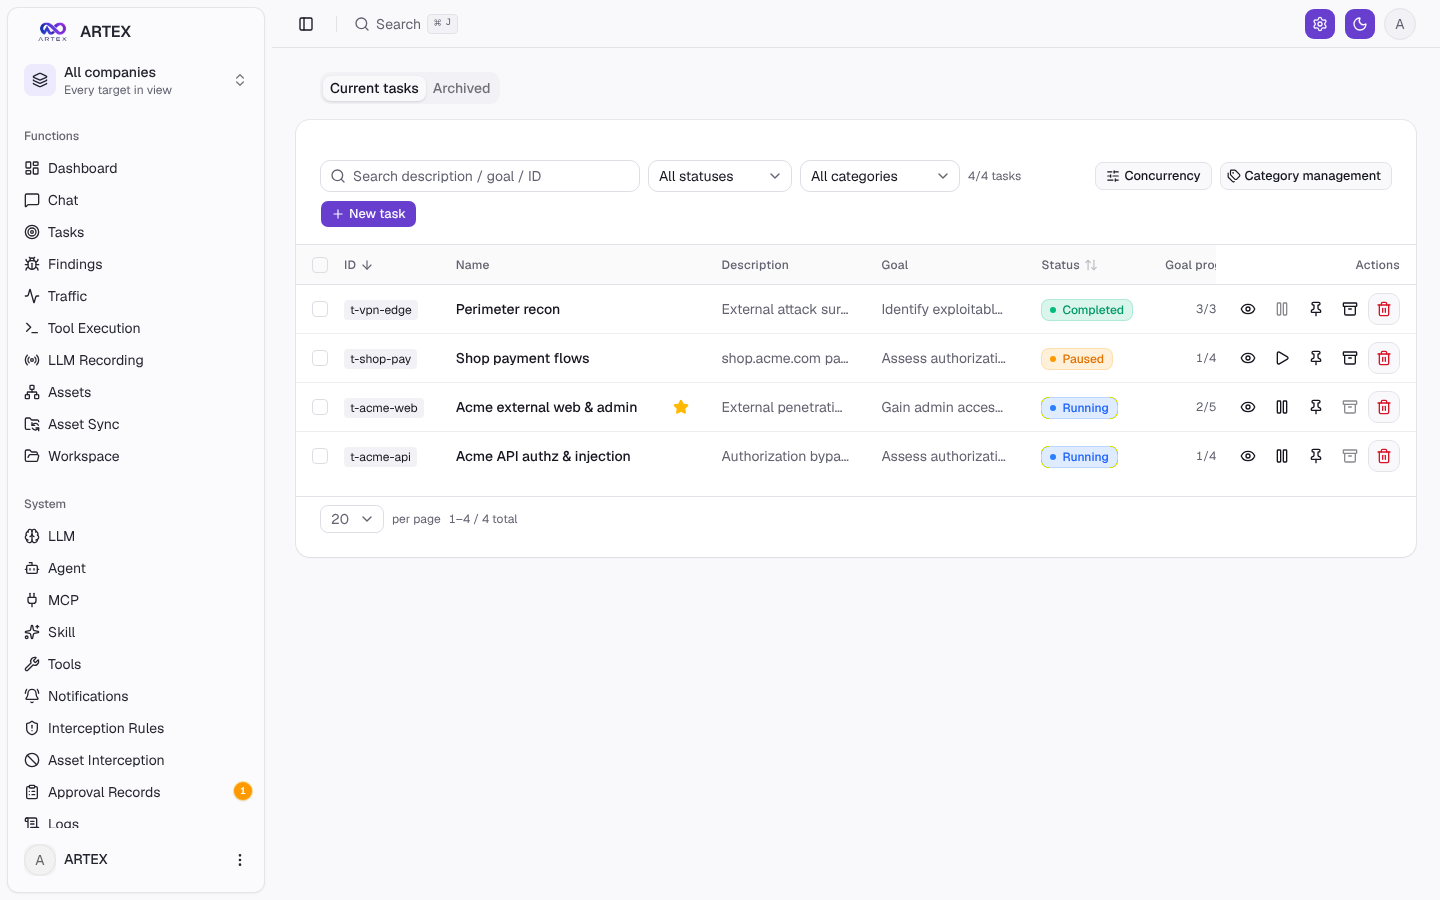 ARTEX
ARTEX
All companies
Every target in view
Functions
Dashboard
Chat
Tasks
Findings
Traffic
Tool Execution
LLM Recording
Assets
Asset Sync
Workspace
System
LLM
Agent
MCP
Skill
Tools
Notifications
Interception Rules
Asset Interception
Approval Records 1
Logs
A ARTEX
Search ⌘ J
A
Current tasks Archived
Search description / goal / ID All statuses All categories 4/4 tasks Concurrency Category management
New task
ID Name Description Goal Status Goal prog Actions
t-vpn-edge Perimeter recon External attack sur... Identify exploitabl... Completed 3/3
t-shop-pay Shop payment flows shop.acme.com pa... Assess authorizati... Paused 1/4
t-acme-web Acme external web & admin External penetrati... Gain admin acces... Running 2/5
t-acme-api Acme API authz & injection Authorization bypa... Assess authorizati... Running 1/4
20 per page 1–4 / 4 total